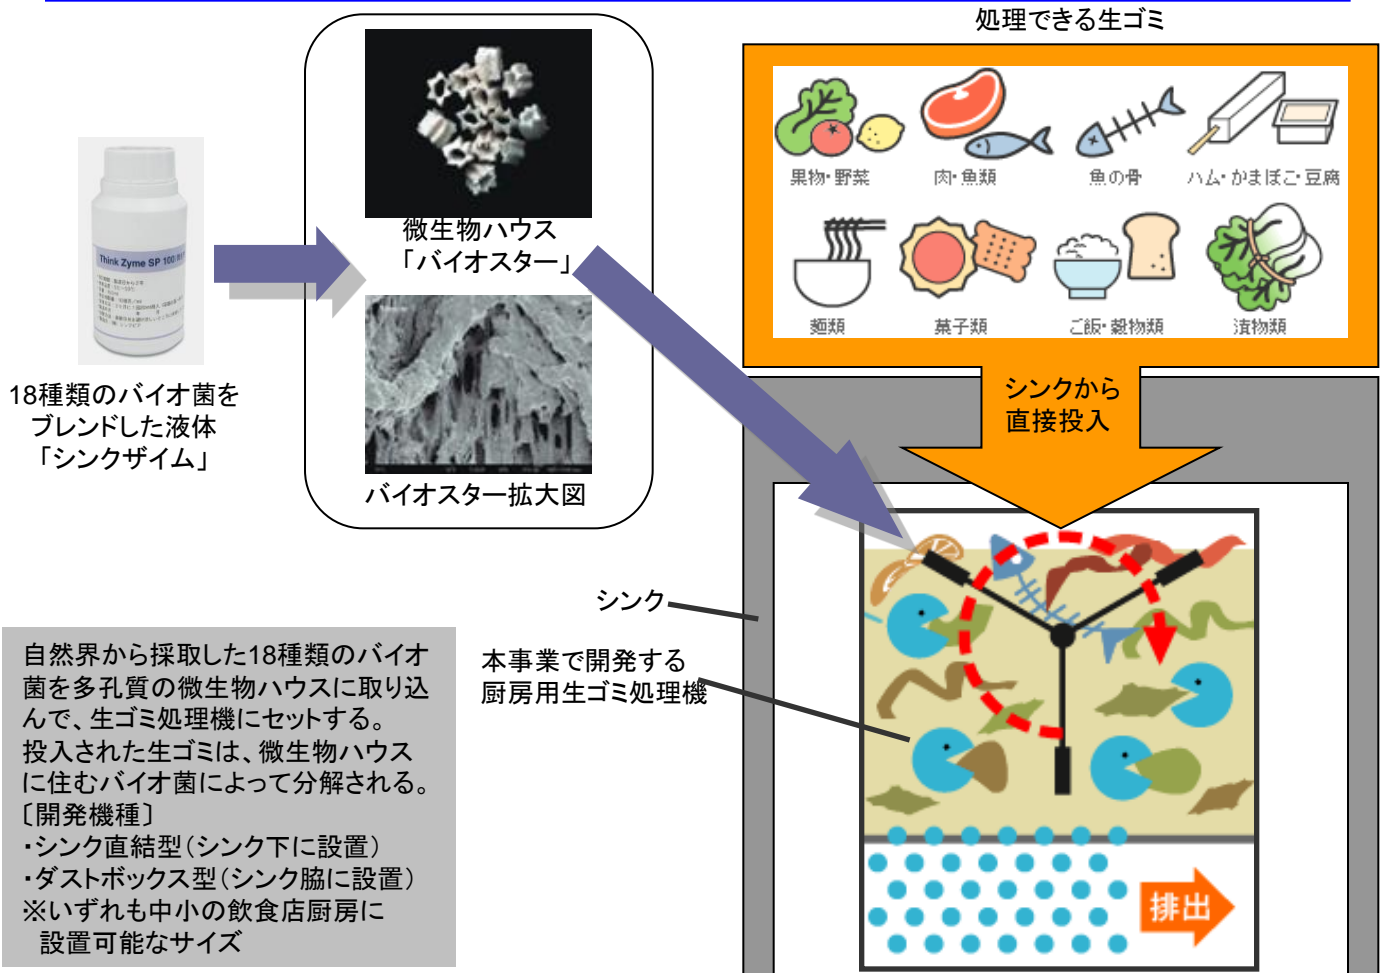 処理できる生ゴミ
果物・野菜
肉・魚類
魚の骨
ハム・かまぼこ・豆腐
麺類
菓子類
ご飯・穀物類
漬物類
Think Zyme SP 100
18種類のバイオ菌を
ブレンドした液体
「シンクザイム」
微生物ハウス
「バイオスター」
バイオスター拡大図
シンクから
直接投入
シンク
本事業で開発する
厨房用生ゴミ処理機
自然界から採取した18種類のバイオ
菌を多孔質の微生物ハウスに取り込
んで、生ゴミ処理機にセットする。
投入された生ゴミは、微生物ハウス
に住むバイオ菌によって分解される。
〔開発機種〕
・シンク直結型（シンク下に設置）
・ダストボックス型（シンク脇に設置）
※いずれも中小の飲食店厨房に
設置可能なサイズ
排出